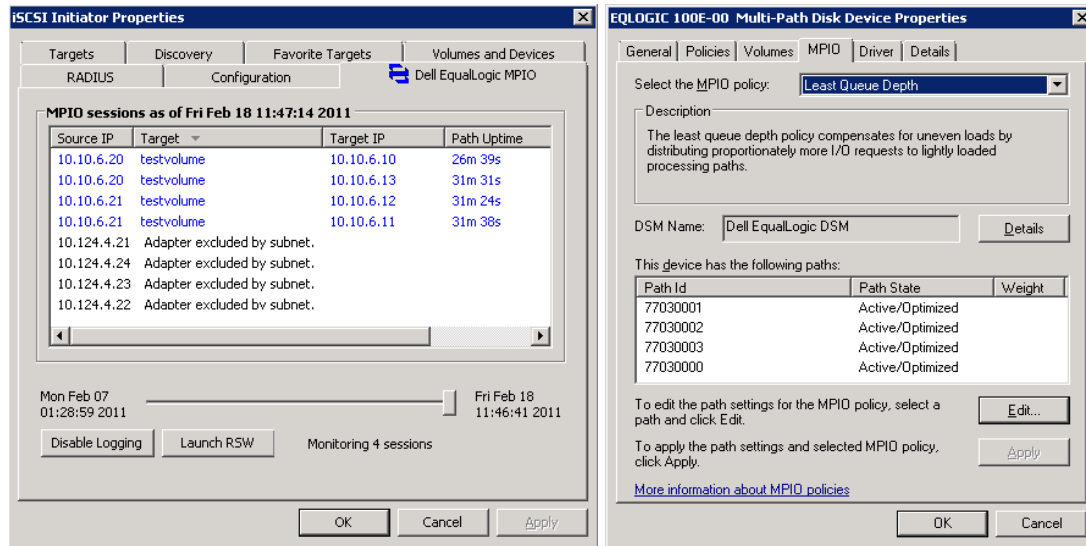 iSCSI Initiator Properties
Targets Discovery Favorite Targets Volumes and Devices
RADIUS Configuration Dell EqualLogic MPIO
MPIO sessions as of Fri Feb 18 11:47:14 2011
Source IP Target Target IP Path Uptime
10.10.6.20 testvolume 10.10.6.10 26m 39s
10.10.6.20 testvolume 10.10.6.13 31m 31s
10.10.6.21 testvolume 10.10.6.12 31m 24s
10.10.6.21 testvolume 10.10.6.11 31m 38s
10.124.4.21 Adapter excluded by subnet.
10.124.4.24 Adapter excluded by subnet.
10.124.4.23 Adapter excluded by subnet.
10.124.4.22 Adapter excluded by subnet.
Mon Feb 07
01:28:59 2011
Fri Feb 18
11:46:41 2011
Disable Logging Launch RSW Monitoring 4 sessions
OK Cancel Apply
EQLOGIC 100E-00 Multi-Path Disk Device Properties
General Policies Volumes MPIO Driver Details
Select the MPIO policy: Least Queue Depth
Description
The least queue depth policy compensates for uneven loads by
distributing proportionately more I/O requests to lightly loaded
processing paths.
DSM Name: Dell EqualLogic DSM Details
This device has the following paths:
Path Id Path State Weight
77030001 Active/Optimized
77030002 Active/Optimized
77030003 Active/Optimized
77030000 Active/Optimized
To edit the path settings for the MPIO policy, select a
path and click Edit.
Edit...
To apply the path settings and selected MPIO policy,
click Apply.
Apply
More information about MPIO policies
OK Cancel